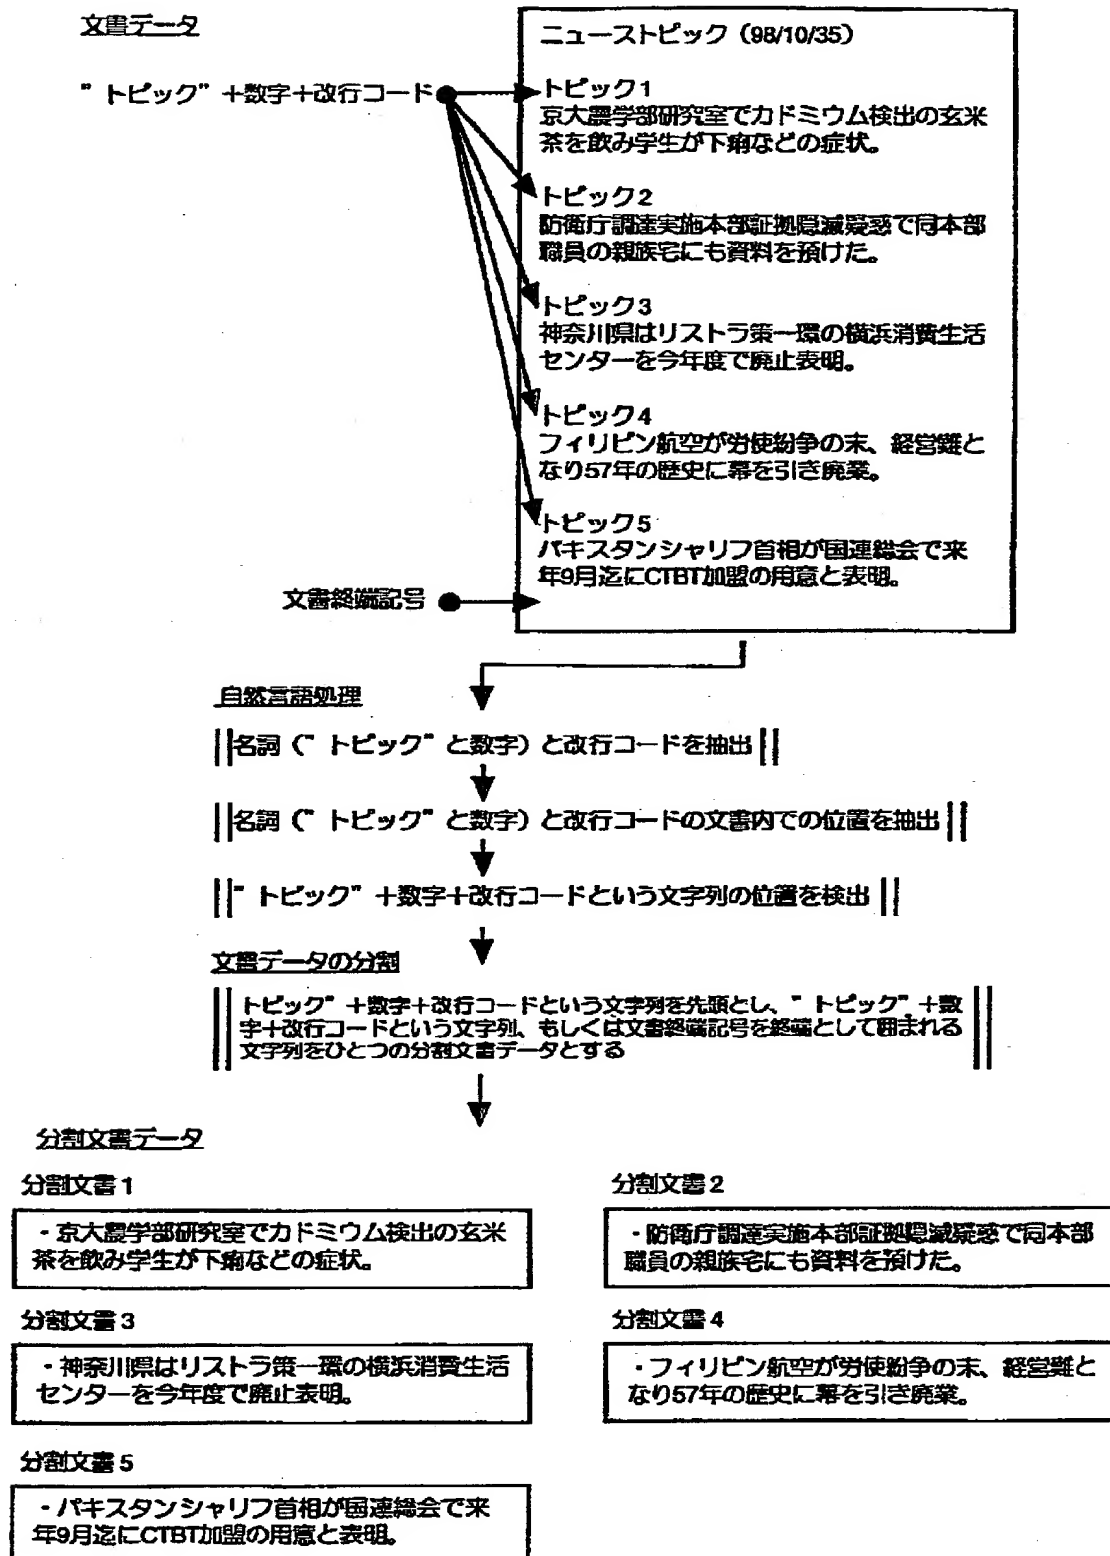 文書データ
" トピック" +数字+改行コード
ニューストピック (98/10/35)
トピック1
京大農学部研究室でカドミウム検出の玄米
茶を飲み学生が下痢などの症状。
トピック2
防衛庁調達実施本部証拠隠滅疑惑で同本部
職員の親族宅にも資料を預けた。
トピック3
神奈川県はリストラ策一環の横浜消費生活
センターを今年度で廃止表明。
トピック4
フィリピン航空が労使紛争の末、経営難と
なり57年の歴史に幕を引き廃業。
トピック5
パキスタンシャリフ首相が国連総会で来
年9月迄にCTBT加盟の用意と表明。
文書終端記号
自然言語処理
名詞 (" トピック" と数字) と改行コードを抽出
名詞 (" トピック" と数字) と改行コードの文書内での位置を抽出
" トピック" +数字+改行コードという文字列の位置を検出
文書データの分割
トピック" +数字+改行コードという文字列を先頭とし、" トピック" +数
字+改行コードという文字列、もしくは文書終端記号を終端として囲まれる
文字列をひとつの分割文書データとする
分割文書データ
分割文書1
・京大農学部研究室でカドミウム検出の玄米
茶を飲み学生が下痢などの症状。
分割文書2
・防衛庁調達実施本部証拠隠滅疑惑で同本部
職員の親族宅にも資料を預けた。
分割文書3
・神奈川県はリストラ策一環の横浜消費生活
センターを今年度で廃止表明。
分割文書4
・フィリピン航空が労使紛争の末、経営難と
なり57年の歴史に幕を引き廃業。
分割文書5
・パキスタンシャリフ首相が国連総会で来
年9月迄にCTBT加盟の用意と表明。